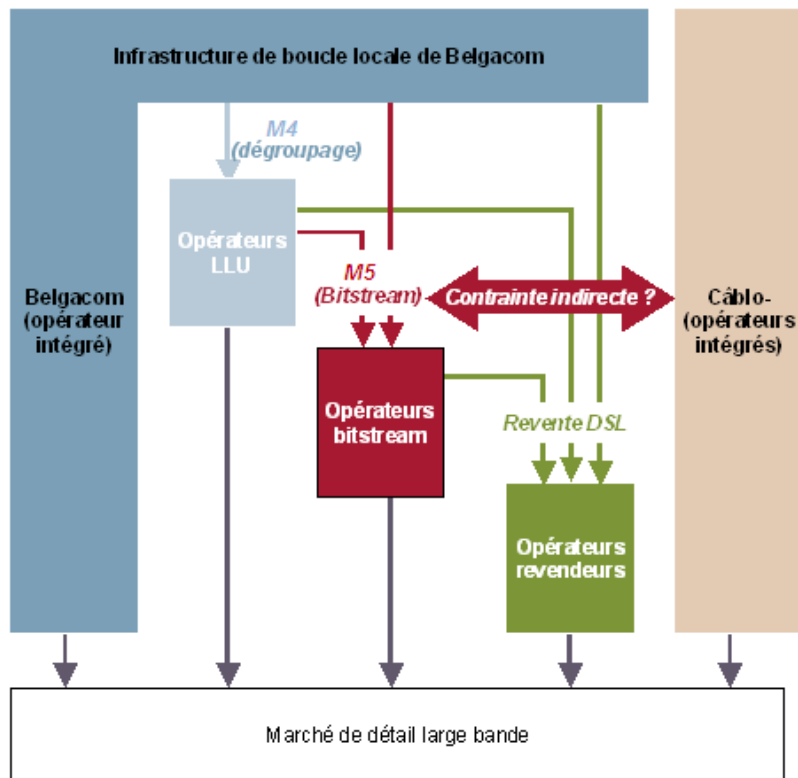 Infrastructure de boucle locale de Belgacom
M4
(dégroupage)
Opérateurs
LLU
M5
(Bitstream)
Contrainte indirecte ?
Belgacom
(opérateur
intégré)
Câblo-
(opérateurs
intégrés)
Opérateurs
bitstream
Revente DSL
Opérateurs
revendeurs
Marché de détail large bande